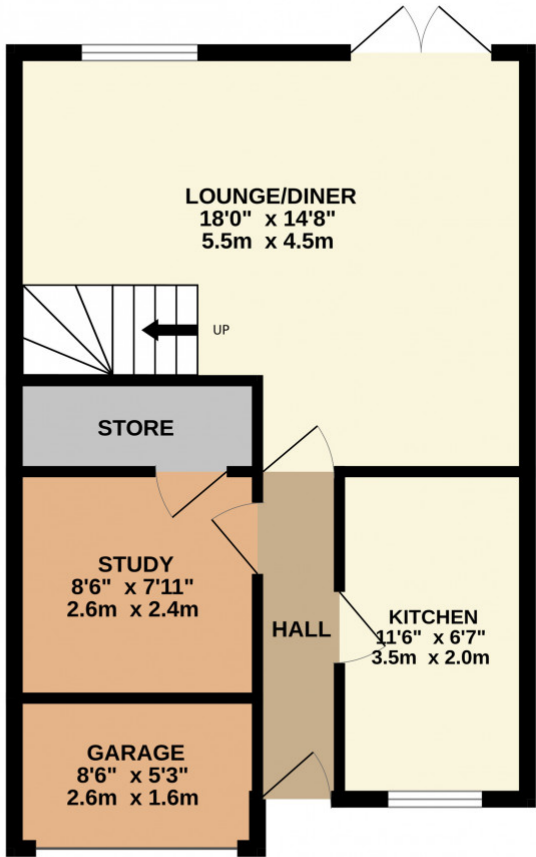 LOUNGE/DINER
18'0" x 14'8"
5.5m x 4.5m
UP
STORE
STUDY
8'6" x 7'11"
2.6m x 2.4m
HALL
KITCHEN
11'6" x 6'7"
3.5m x 2.0m
GARAGE
8'6" x 5'3"
2.6m x 1.6m